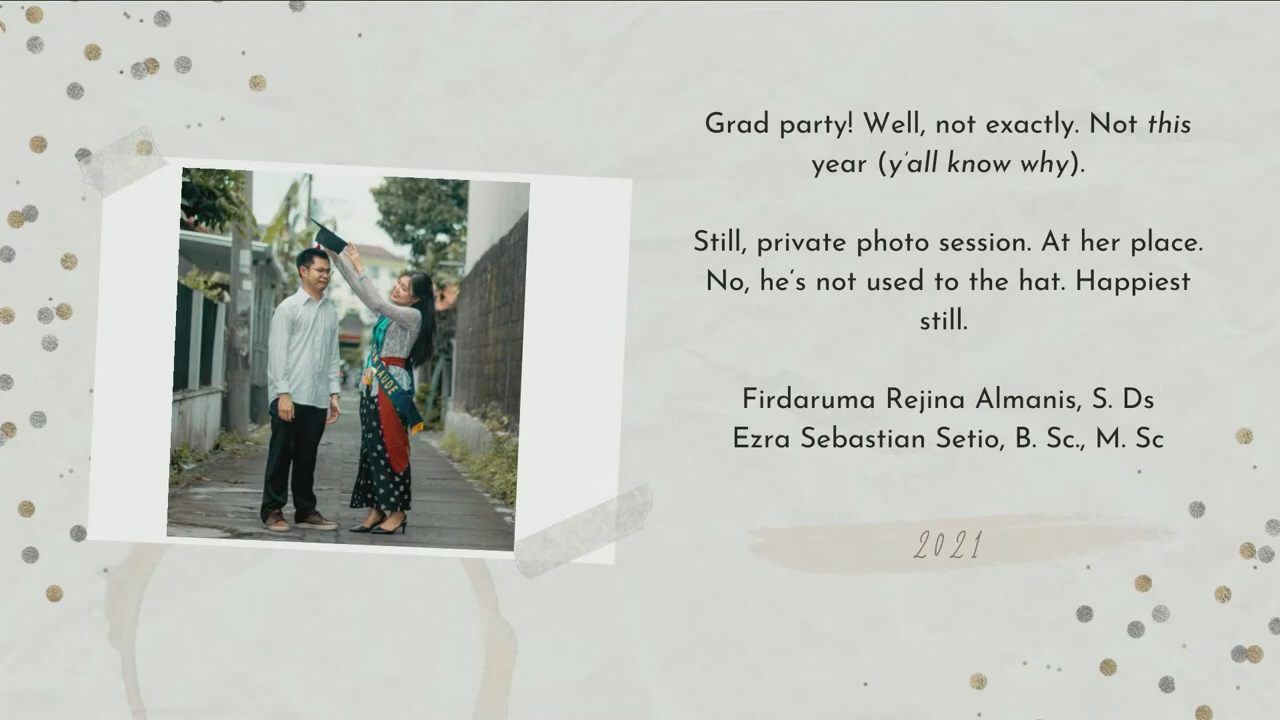 Grad party! Well, not exactly. Not this
year (y'all know why).
Still, private photo session. At her place.
No, he's not used to the hat. Happiest
still.
Firdaruma Rejina Almanis, S. Ds
Ezra Sebastian Setio, B. Sc., M. Sc
2021